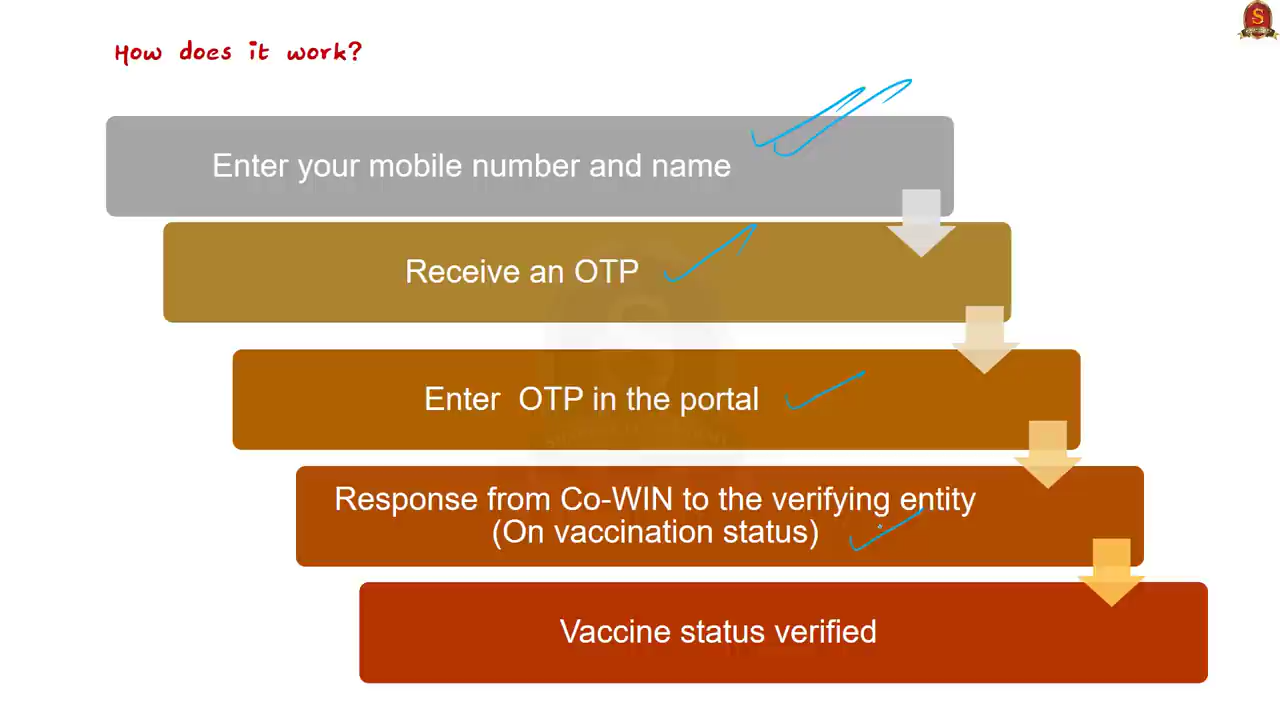 How does it work?
Enter your mobile number and name
Receive an OTP
Enter OTP in the portal
Response from Co-WIN to the verifying entity
(On vaccination status)
Vaccine status verified